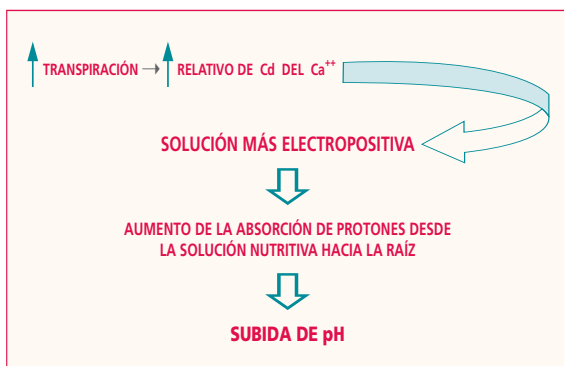 TRANSPIRACIÓN → RELATIVO DE Cd DEL Ca++
SOLUCIÓN MÁS ELECTROPOSITIVA
AUMENTO DE LA ABSORCIÓN DE PROTONES DESDE
LA SOLUCIÓN NUTRITIVA HACIA LA RAÍZ
SUBIDA DE pH